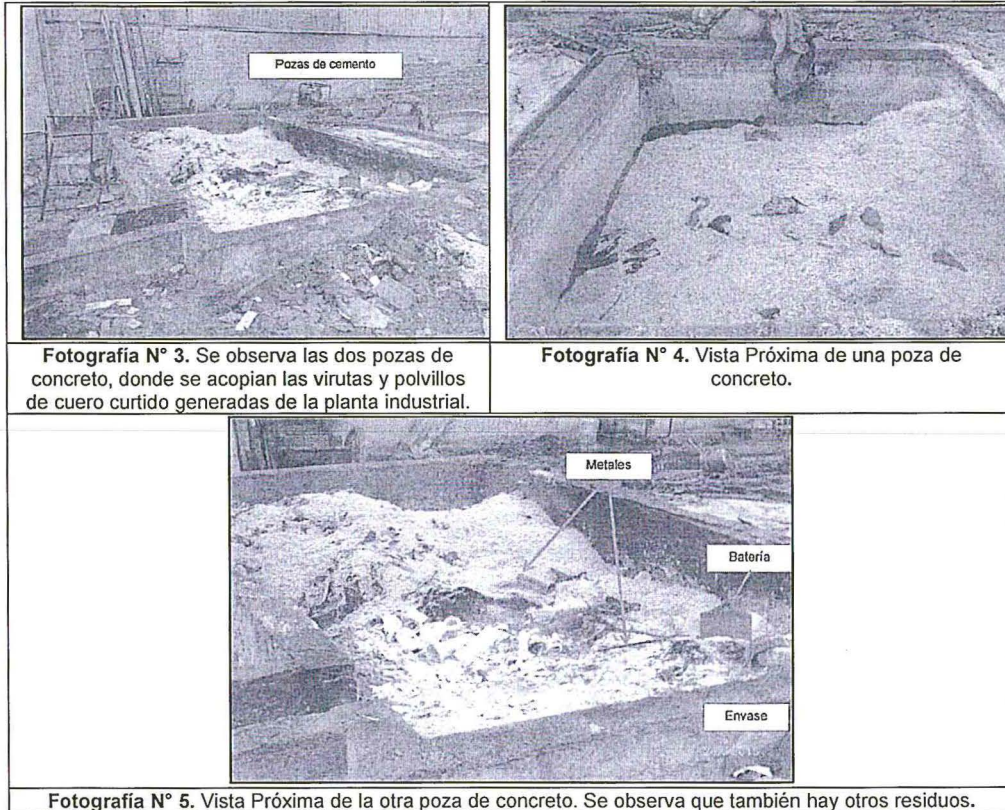 Pozas de cemento
Fotografía N° 3. Se observa las dos pozas de
concreto, donde se acopian las virutas y polvillos
de cuero curtido generadas de la planta industrial.
Fotografía N° 4. Vista Próxima de una poza de
concreto.
Metales
Batería
Envase
Fotografía N° 5. Vista Próxima de la otra poza de concreto. Se observa que también hay otros residuos.